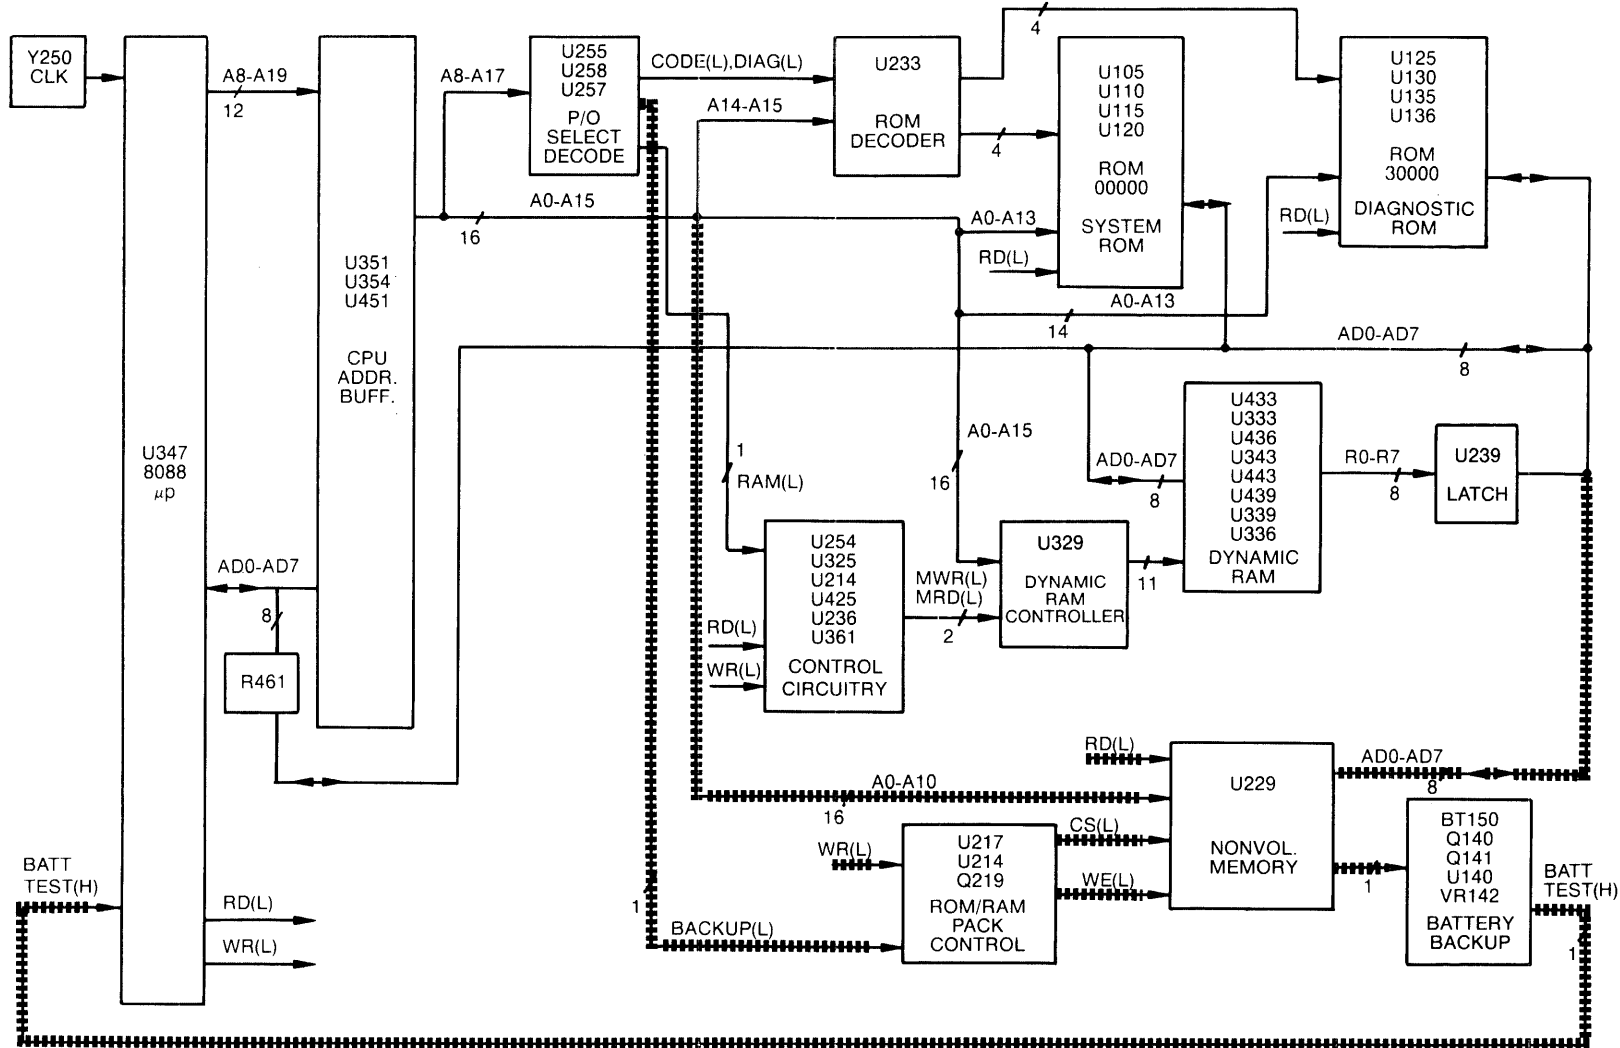 Y250
CLK
A8-A19
12
U347
8088
μp
AD0-AD7
8
R461
BATT
TEST(H)
RD(L)
WR(L)
U351
U354
U451
CPU
ADDR.
BUFF.
A8-A17
A0-A15
16
U255
U258
U257
P/O
SELECT
DECODE
CODE(L),DIAG(L)
A14-A15
U233
ROM
DECODER
4
4
U105
U110
U115
U120
ROM
00000
SYSTEM
ROM
A0-A13
RD(L)
A0-A13
14
U125
U130
U135
U136
ROM
30000
DIAGNOSTIC
ROM
RD(L)
AD0-AD7
8
1
RAM(L)
A0-A15
16
U254
U325
U214
U425
U236
U361
CONTROL
CIRCUITRY
RD(L)
WR(L)
MWR(L)
MRD(L)
2
U329
DYNAMIC
RAM
CONTROLLER
11
AD0-AD7
8
U433
U333
U436
U343
U443
U439
U339
U336
DYNAMIC
RAM
R0-R7
8
U239
LATCH
RD(L)
A0-A10
16
WR(L)
CS(L)
WE(L)
1
BACKUP(L)
U217
U214
Q219
ROM/RAM
PACK
CONTROL
U229
NONVOL.
MEMORY
AD0-AD7
8
1
BT150
Q140
Q141
U140
VR142
BATTERY
BACKUP
BATT
TEST(H)
1